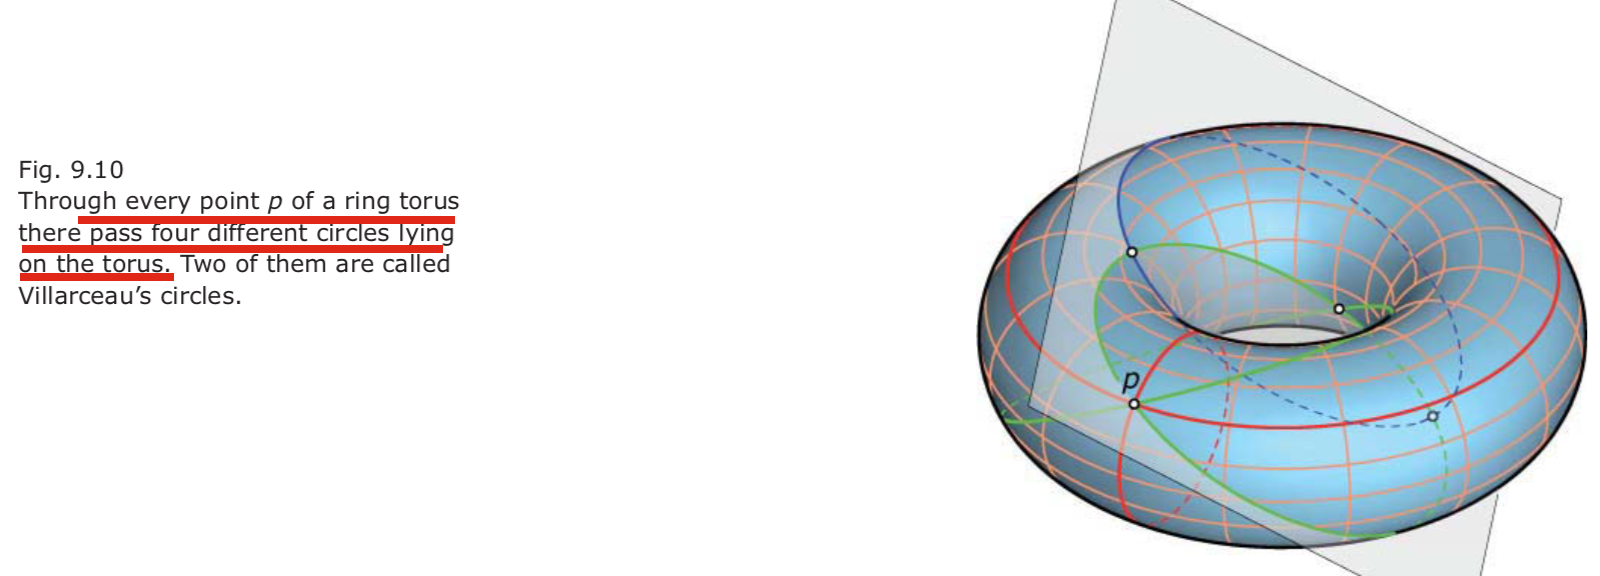 Fig. 9.10
Through every point p of a ring torus
there pass four different circles lying
on the torus. Two of them are called
Villarceau’s circles.
p